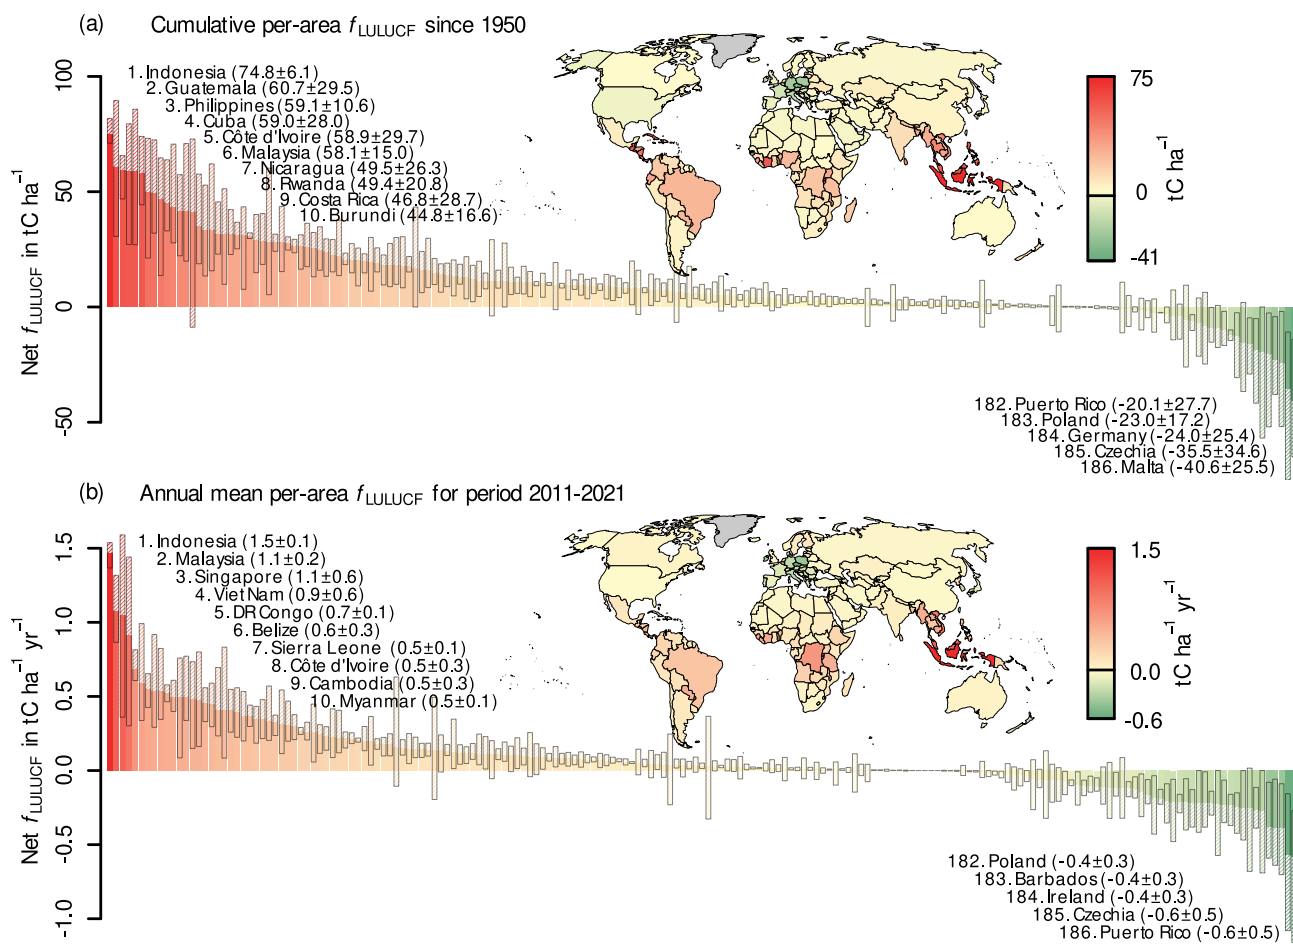 (a) Cumulative per-area fLULUCF since 1950
Net fLULUCF in tC ha−1
100
50
0
-50
1. Indonesia (74.8±6.1)
2. Guatemala (60.7±29.5)
3. Philippines (59.1±10.6)
4. Cuba (59.0±28.0)
5. Côte d'Ivoire (58.9±29.7)
6. Malaysia (58.1±15.0)
7. Nicaragua (49.5±26.3)
8. Rwanda (49.4±20.8)
9. Costa Rica (46.8±28.7)
10. Burundi (44.8±16.6)
75
0
-41
tC ha−1
182. Puerto Rico (-20.1±27.7)
183. Poland (-23.0±17.2)
184. Germany (-24.0±25.4)
185. Czechia (-35.5±34.6)
186. Malta (-40.6±25.5)
(b) Annual mean per-area fLULUCF for period 2011-2021
Net fLULUCF in tC ha−1 yr−1
1.5
1.0
0.5
0.0
-0.5
-1.0
1. Indonesia (1.5±0.1)
2. Malaysia (1.1±0.2)
3. Singapore (1.1±0.6)
4. Viet Nam (0.9±0.6)
5. DR Congo (0.7±0.1)
6. Belize (0.6±0.3)
7. Sierra Leone (0.5±0.1)
8. Côte d'Ivoire (0.5±0.3)
9. Cambodia (0.5±0.3)
10. Myanmar (0.5±0.1)
1.5
0.0
-0.6
tC ha−1 yr−1
182. Poland (-0.4±0.3)
183. Barbados (-0.4±0.3)
184. Ireland (-0.4±0.3)
185. Czechia (-0.6±0.5)
186. Puerto Rico (-0.6±0.5)